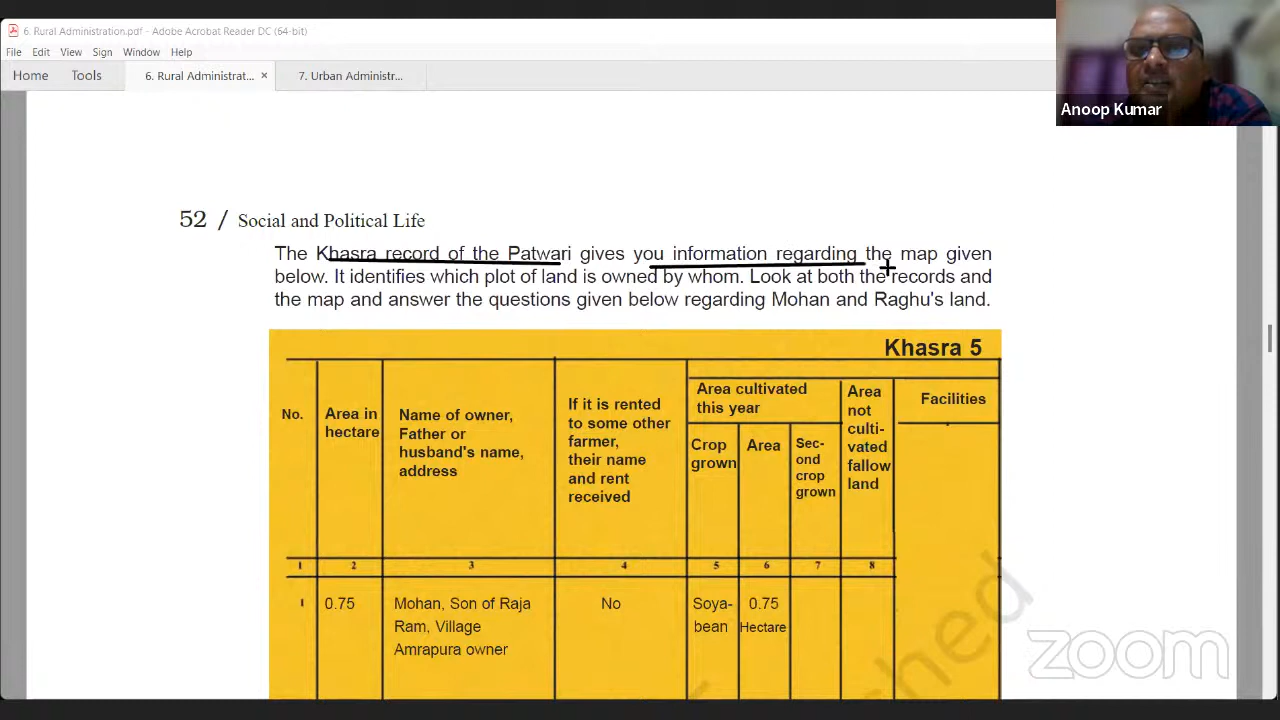 6. Rural Administration.pdf - Adobe Acrobat Reader DC (64-bit)
File Edit View Sign Window Help
Home Tools 6. Rural Administrat... × 7. Urban Administr...
Anoop Kumar
52 / Social and Political Life
The Khasra record of the Patwari gives you information regarding the map given
below. It identifies which plot of land is owned by whom. Look at both the records and
the map and answer the questions given below regarding Mohan and Raghu's land.
Khasra 5
No.
Area in
hectare
Name of owner,
Father or
husband's name,
address
If it is rented
to some other
farmer,
their name
and rent
received
Area cultivated
this year
Crop
grown
Area
Sec-
ond
crop
grown
Area
not
culti-
vated
fallow
land
Facilities
1 2 3 4 5 6 7 8
1
0.75
Mohan, Son of Raja
Ram, Village
Amrapura owner
No
Soya-
bean
0.75
Hectare
shed
zoom